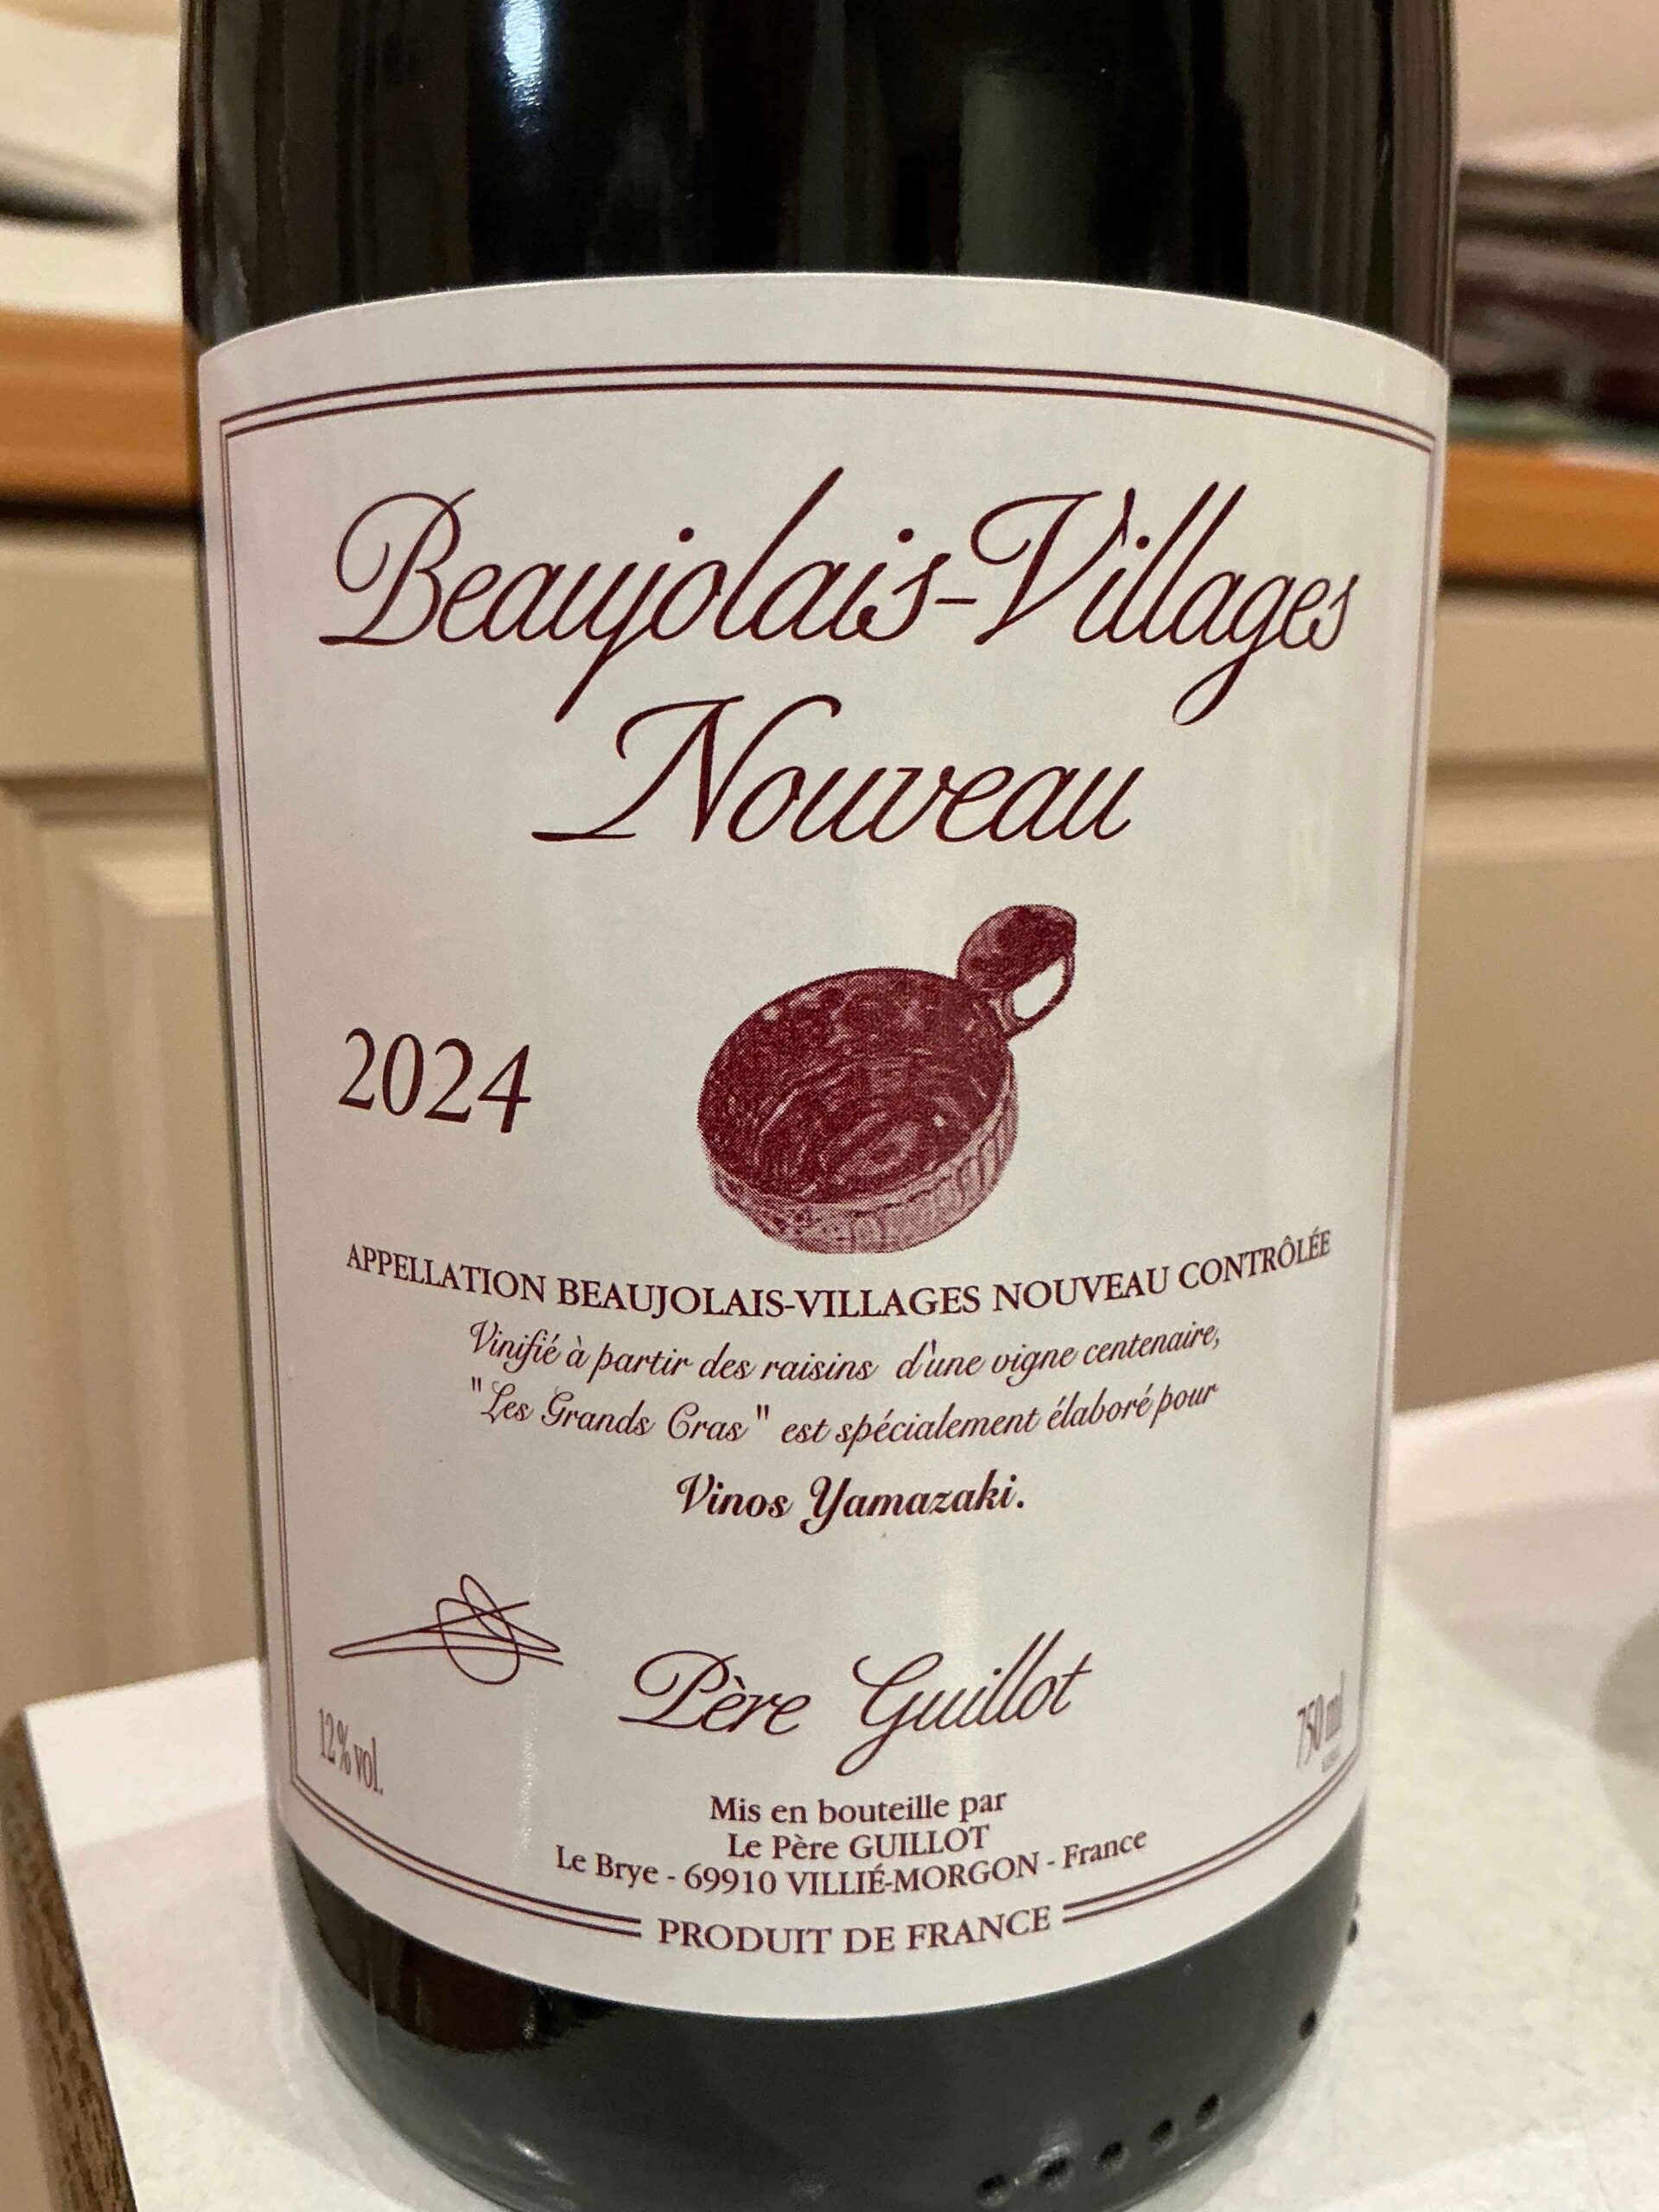 Beaujolais-Villages
Nouveau
2024
APPELLATION BEAUJOLAIS-VILLAGES NOUVEAU CONTRÔLÉE
Vinifié à partir des raisins d'une vigne centenaire,
"Les Grands Cras" est spécialement élaboré pour
Vinos Yamazaki.
Père Guillot
12% vol.
750 ml
Mis en bouteille par
Le Père GUILLOT
Le Brye - 69910 VILLIÉ-MORGON - France
PRODUIT DE FRANCE